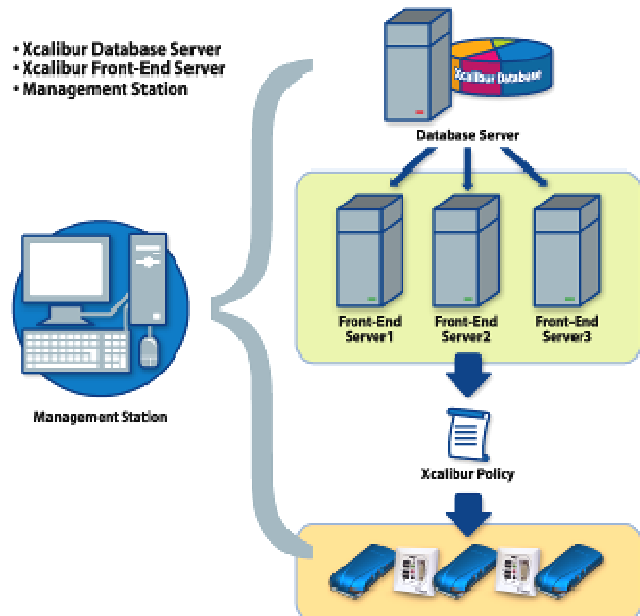 • Xcalibur Database Server
• Xcalibur Front-End Server
• Management Station
Xcalibur Database
Database Server
Front-End Server1
Front-End Server2
Front-End Server3
Management Station
Xcalibur Policy